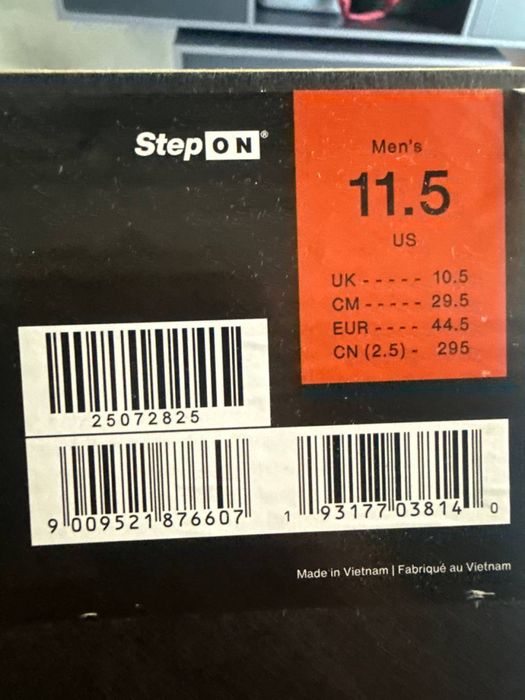 StepON®
Men's
11.5
US
UK - - - - - 10.5
CM - - - - - 29.5
EUR - - - - 44.5
CN (2.5) - 295
25072825
9 009521 876607
1 93177 03814 0
Made in Vietnam | Fabriqué au Vietnam